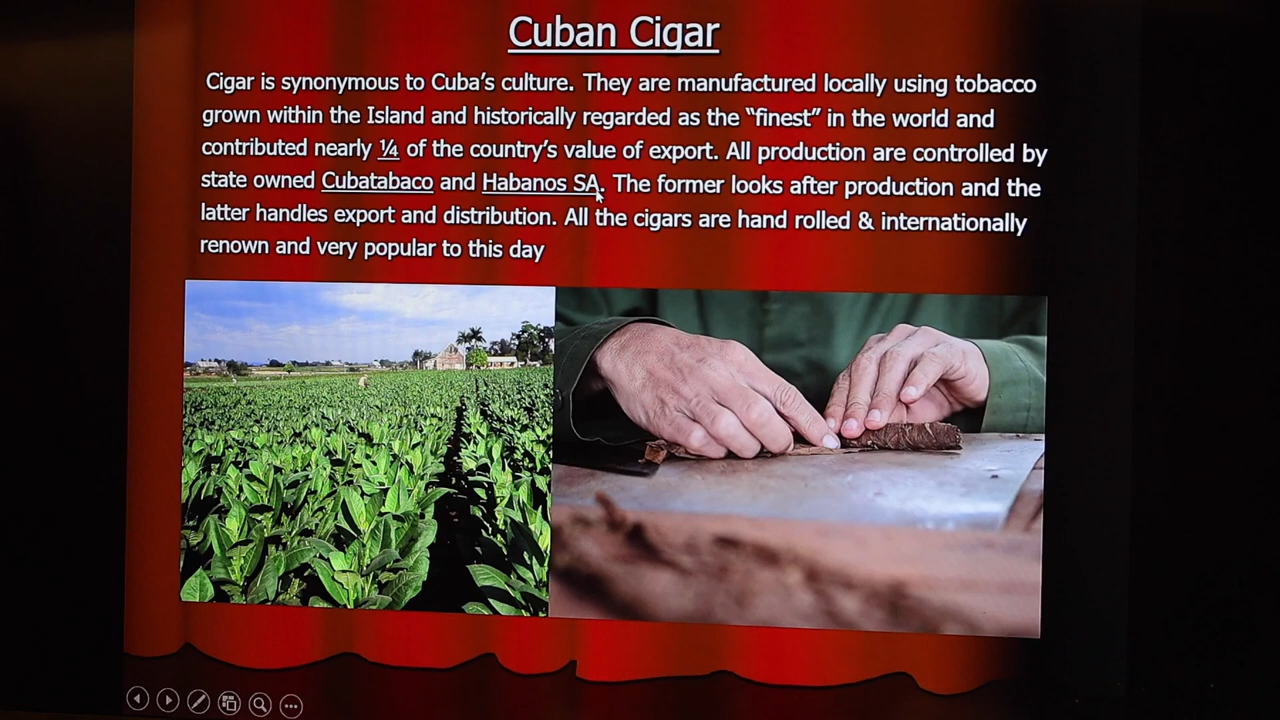 Cuban Cigar
Cigar is synonymous to Cuba's culture. They are manufactured locally using tobacco
grown within the Island and historically regarded as the “finest” in the world and
contributed nearly ¼ of the country's value of export. All production are controlled by
state owned Cubatabaco and Habanos SA. The former looks after production and the
latter handles export and distribution. All the cigars are hand rolled & internationally
renown and very popular to this day